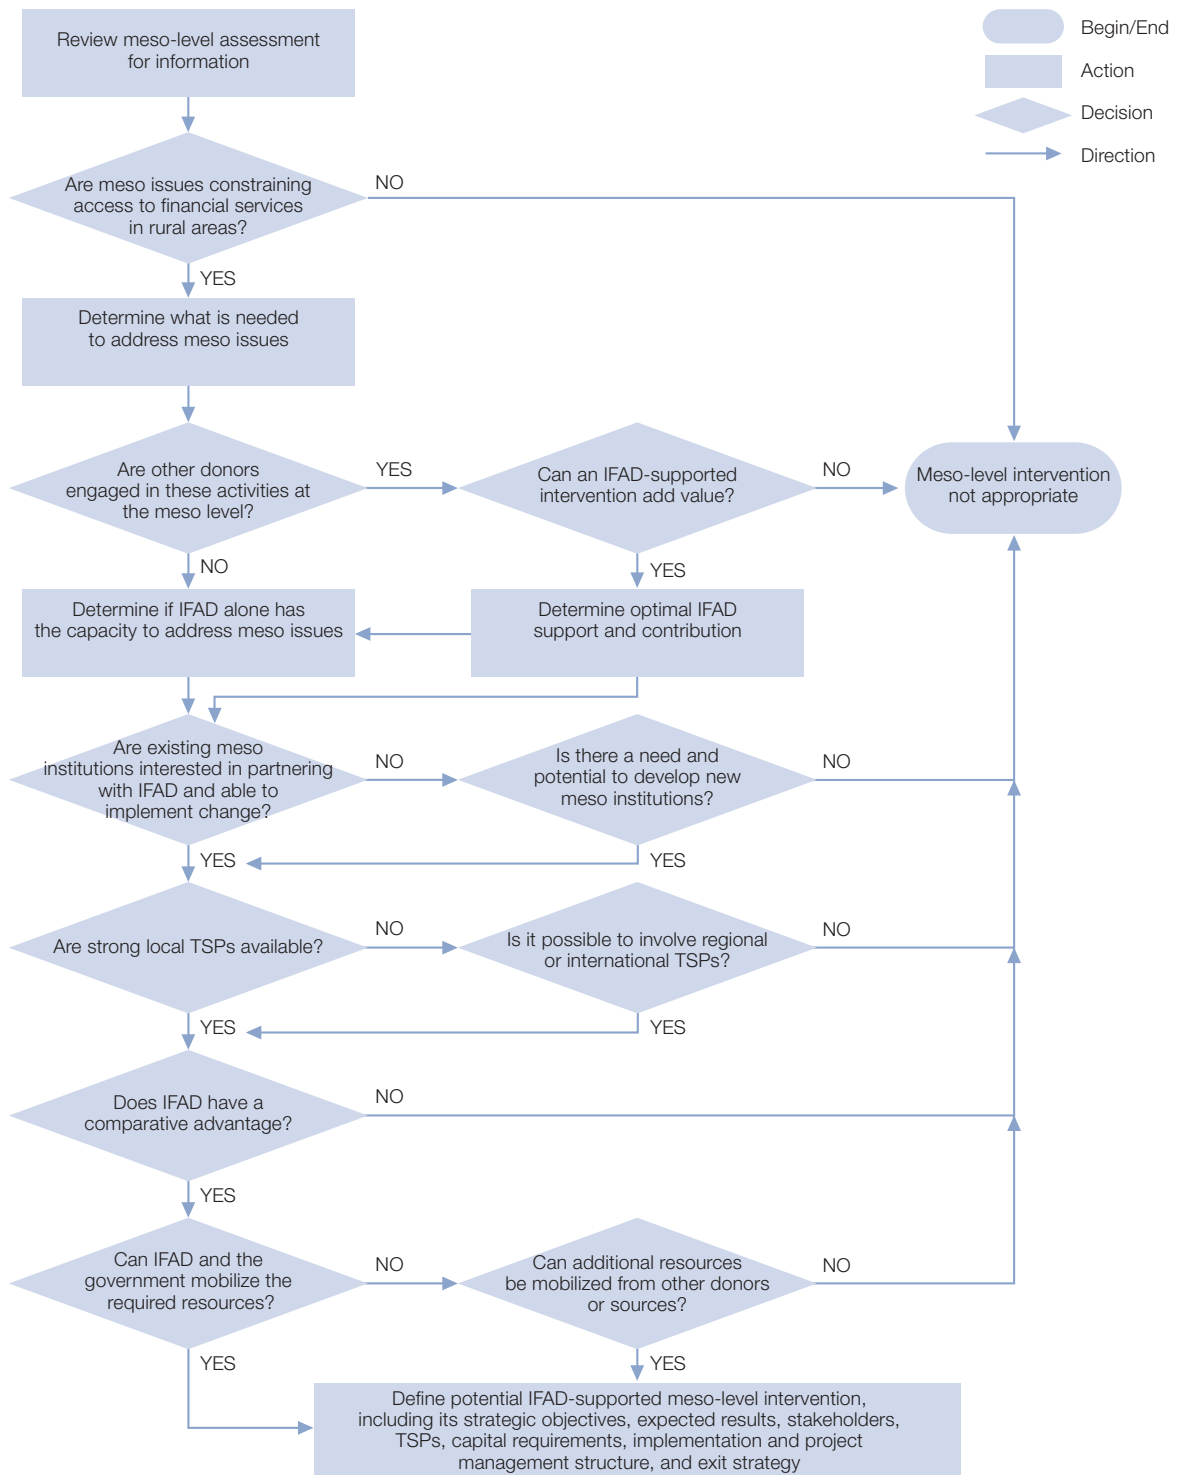 Review meso-level assessment
for information
Begin/End
Action
Decision
Direction
Are meso issues constraining
access to financial services
in rural areas?
NO
YES
Determine what is needed
to address meso issues
Are other donors
engaged in these activities at
the meso level?
YES
Can an IFAD-supported
intervention add value?
NO
Meso-level intervention
not appropriate
NO
YES
Determine if IFAD alone has
the capacity to address meso issues
Determine optimal IFAD
support and contribution
Are existing meso
institutions interested in partnering
with IFAD and able to
implement change?
NO
Is there a need and
potential to develop new
meso institutions?
NO
YES
YES
Are strong local TSPs available?
NO
Is it possible to involve regional
or international TSPs?
NO
YES
YES
Does IFAD have a
comparative advantage?
NO
YES
Can IFAD and the
government mobilize the
required resources?
NO
Can additional resources
be mobilized from other donors
or sources?
NO
YES
YES
Define potential IFAD-supported meso-level intervention,
including its strategic objectives, expected results, stakeholders,
TSPs, capital requirements, implementation and project
management structure, and exit strategy